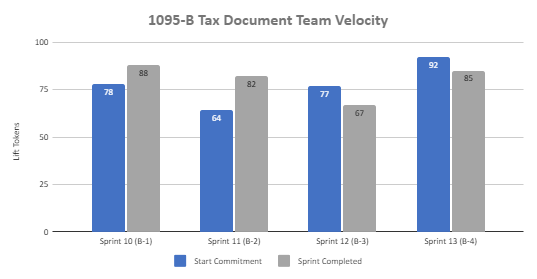 1095-B Tax Document Team Velocity
100
75
50
25
0
Lift Tokens
78
88
64
82
77
67
92
85
Sprint 10 (B-1)
Sprint 11 (B-2)
Sprint 12 (B-3)
Sprint 13 (B-4)
Start Commitment
Sprint Completed